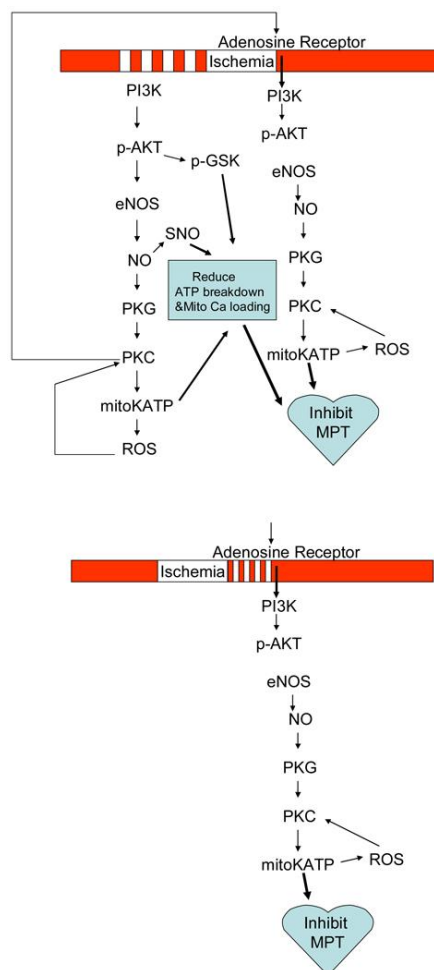 Adenosine Receptor
Ischemia
PI3K
p-AKT
p-GSK
eNOS
SNO
NO
PKG
PKC
mitoKATP
ROS
Reduce
ATP breakdown
&Mito Ca loading
PI3K
p-AKT
eNOS
NO
PKG
PKC
mitoKATP
ROS
Inhibit
MPT
Adenosine Receptor
Ischemia
PI3K
p-AKT
eNOS
NO
PKG
PKC
mitoKATP
ROS
Inhibit
MPT